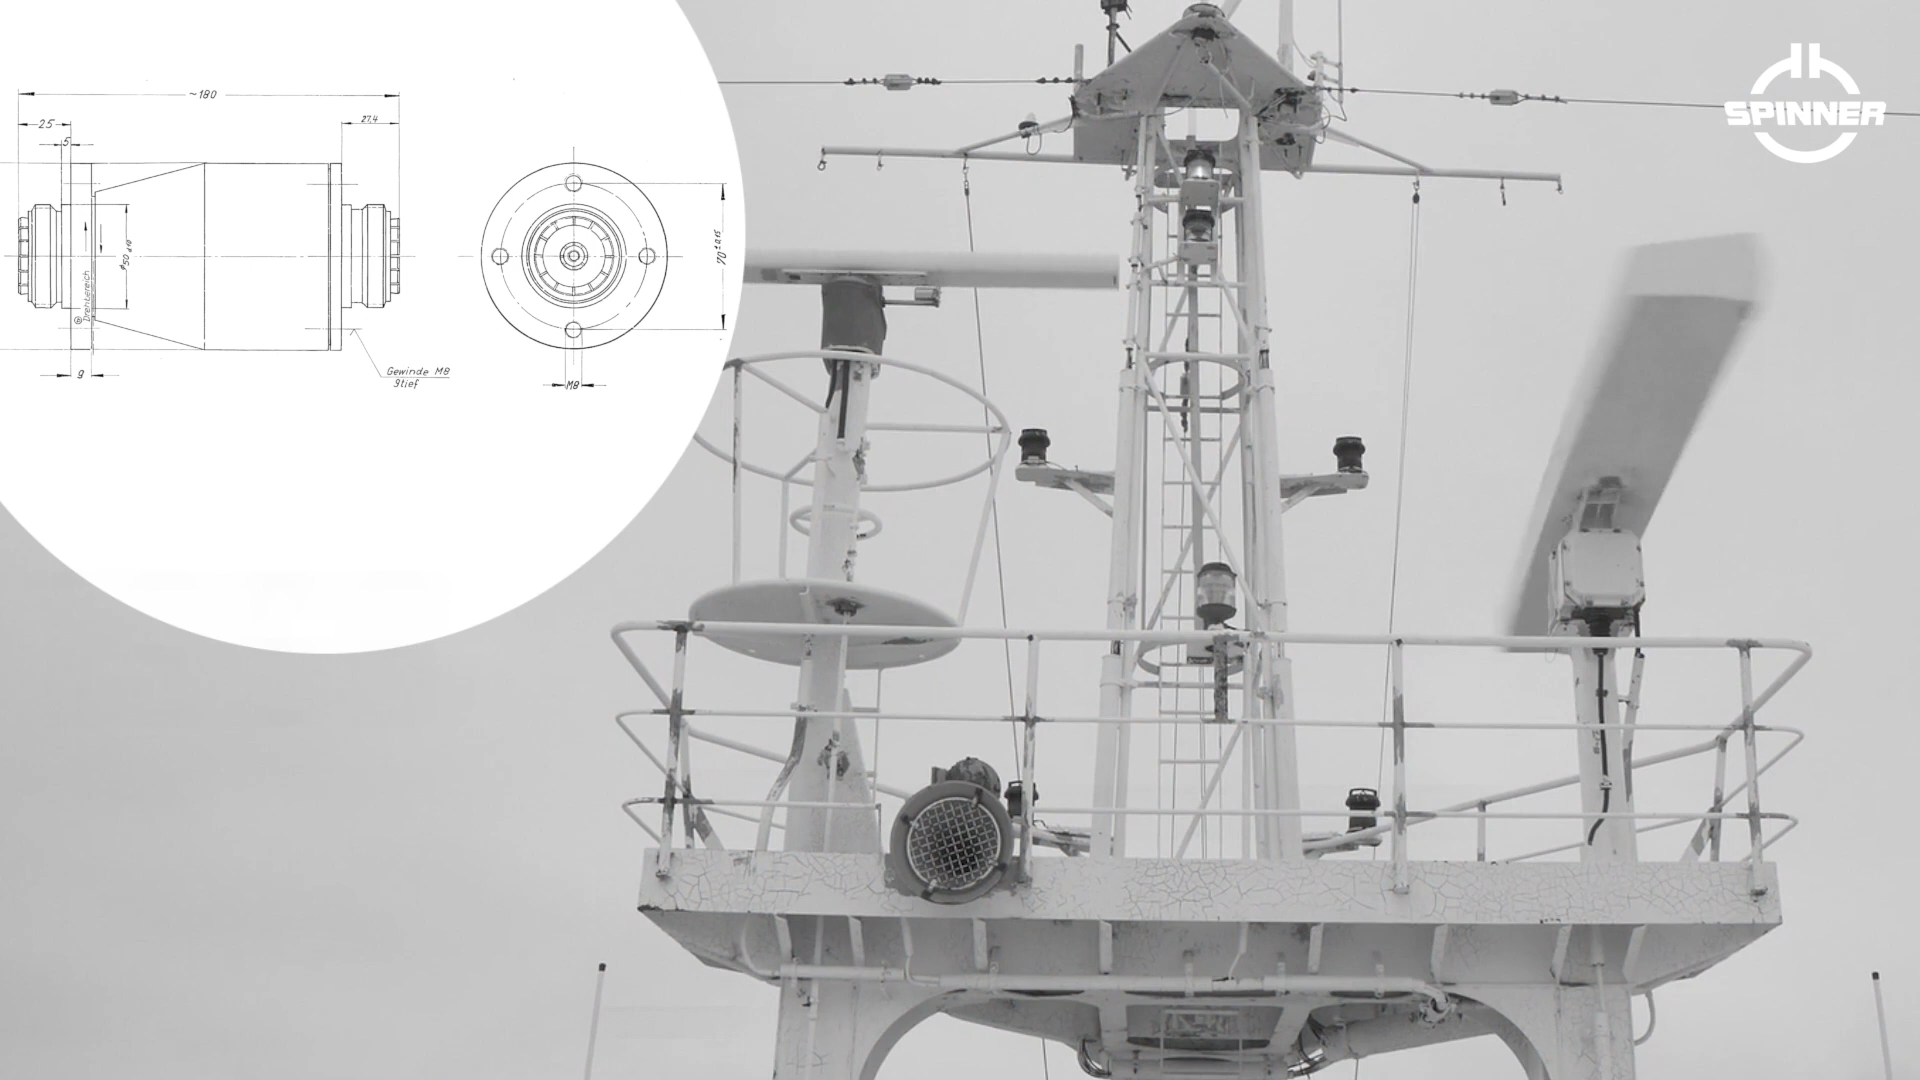 ~180
25
27,4
5
ø50 d10
Drehbereich
70±0,15
9
Gewinde M8
9tief
M8
SPINNER